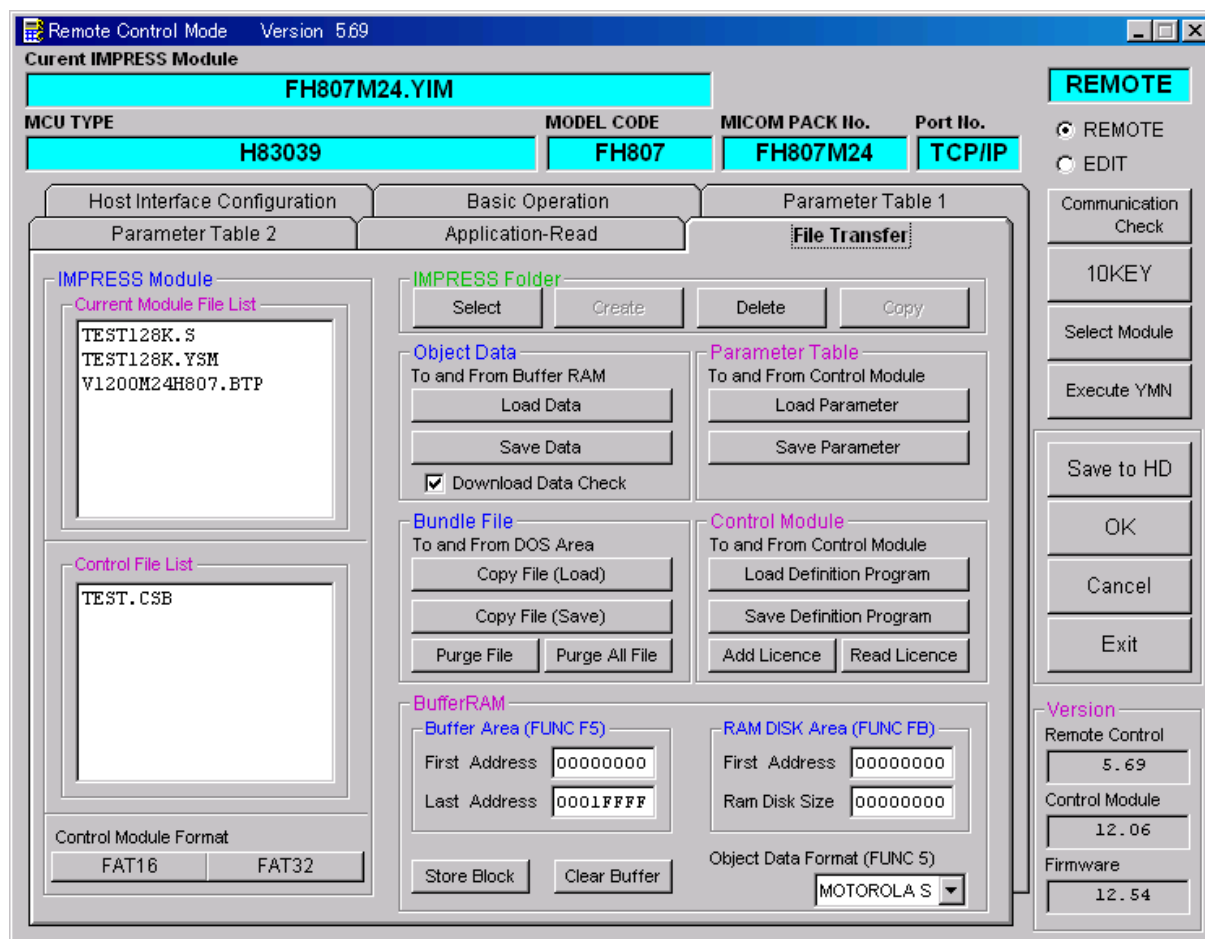 Remote Control Mode Version 5.69
Curent IMPRESS Module
FH807M24.YIM
REMOTE
MCU TYPE MODEL CODE MICOM PACK No. Port No.
H83039 FH807 FH807M24 TCP/IP
REMOTE
EDIT
Host Interface Configuration Basic Operation Parameter Table 1
Parameter Table 2 Application-Read File Transfer
Communication
Check
10KEY
Select Module
Execute YMN
Save to HD
OK
Cancel
Exit
IMPRESS Module
Current Module File List
TEST128K.S
TEST128K.YSM
V1200M24H807.BTP
Control File List
TEST.CSB
Control Module Format
FAT16 FAT32
IMPRESS Folder
Select Create Delete Copy
Object Data
To and From Buffer RAM
Load Data
Save Data
Download Data Check
Parameter Table
To and From Control Module
Load Parameter
Save Parameter
Bundle File
To and From DOS Area
Copy File (Load)
Copy File (Save)
Purge File Purge All File
Control Module
To and From Control Module
Load Definition Program
Save Definition Program
Add Licence Read Licence
BufferRAM
Buffer Area (FUNC F5)
First Address 00000000
Last Address 0001FFFF
RAM DISK Area (FUNC FB)
First Address 00000000
Ram Disk Size 00000000
Store Block Clear Buffer
Object Data Format (FUNC 5)
MOTOROLA S
Version
Remote Control
5.69
Control Module
12.06
Firmware
12.54